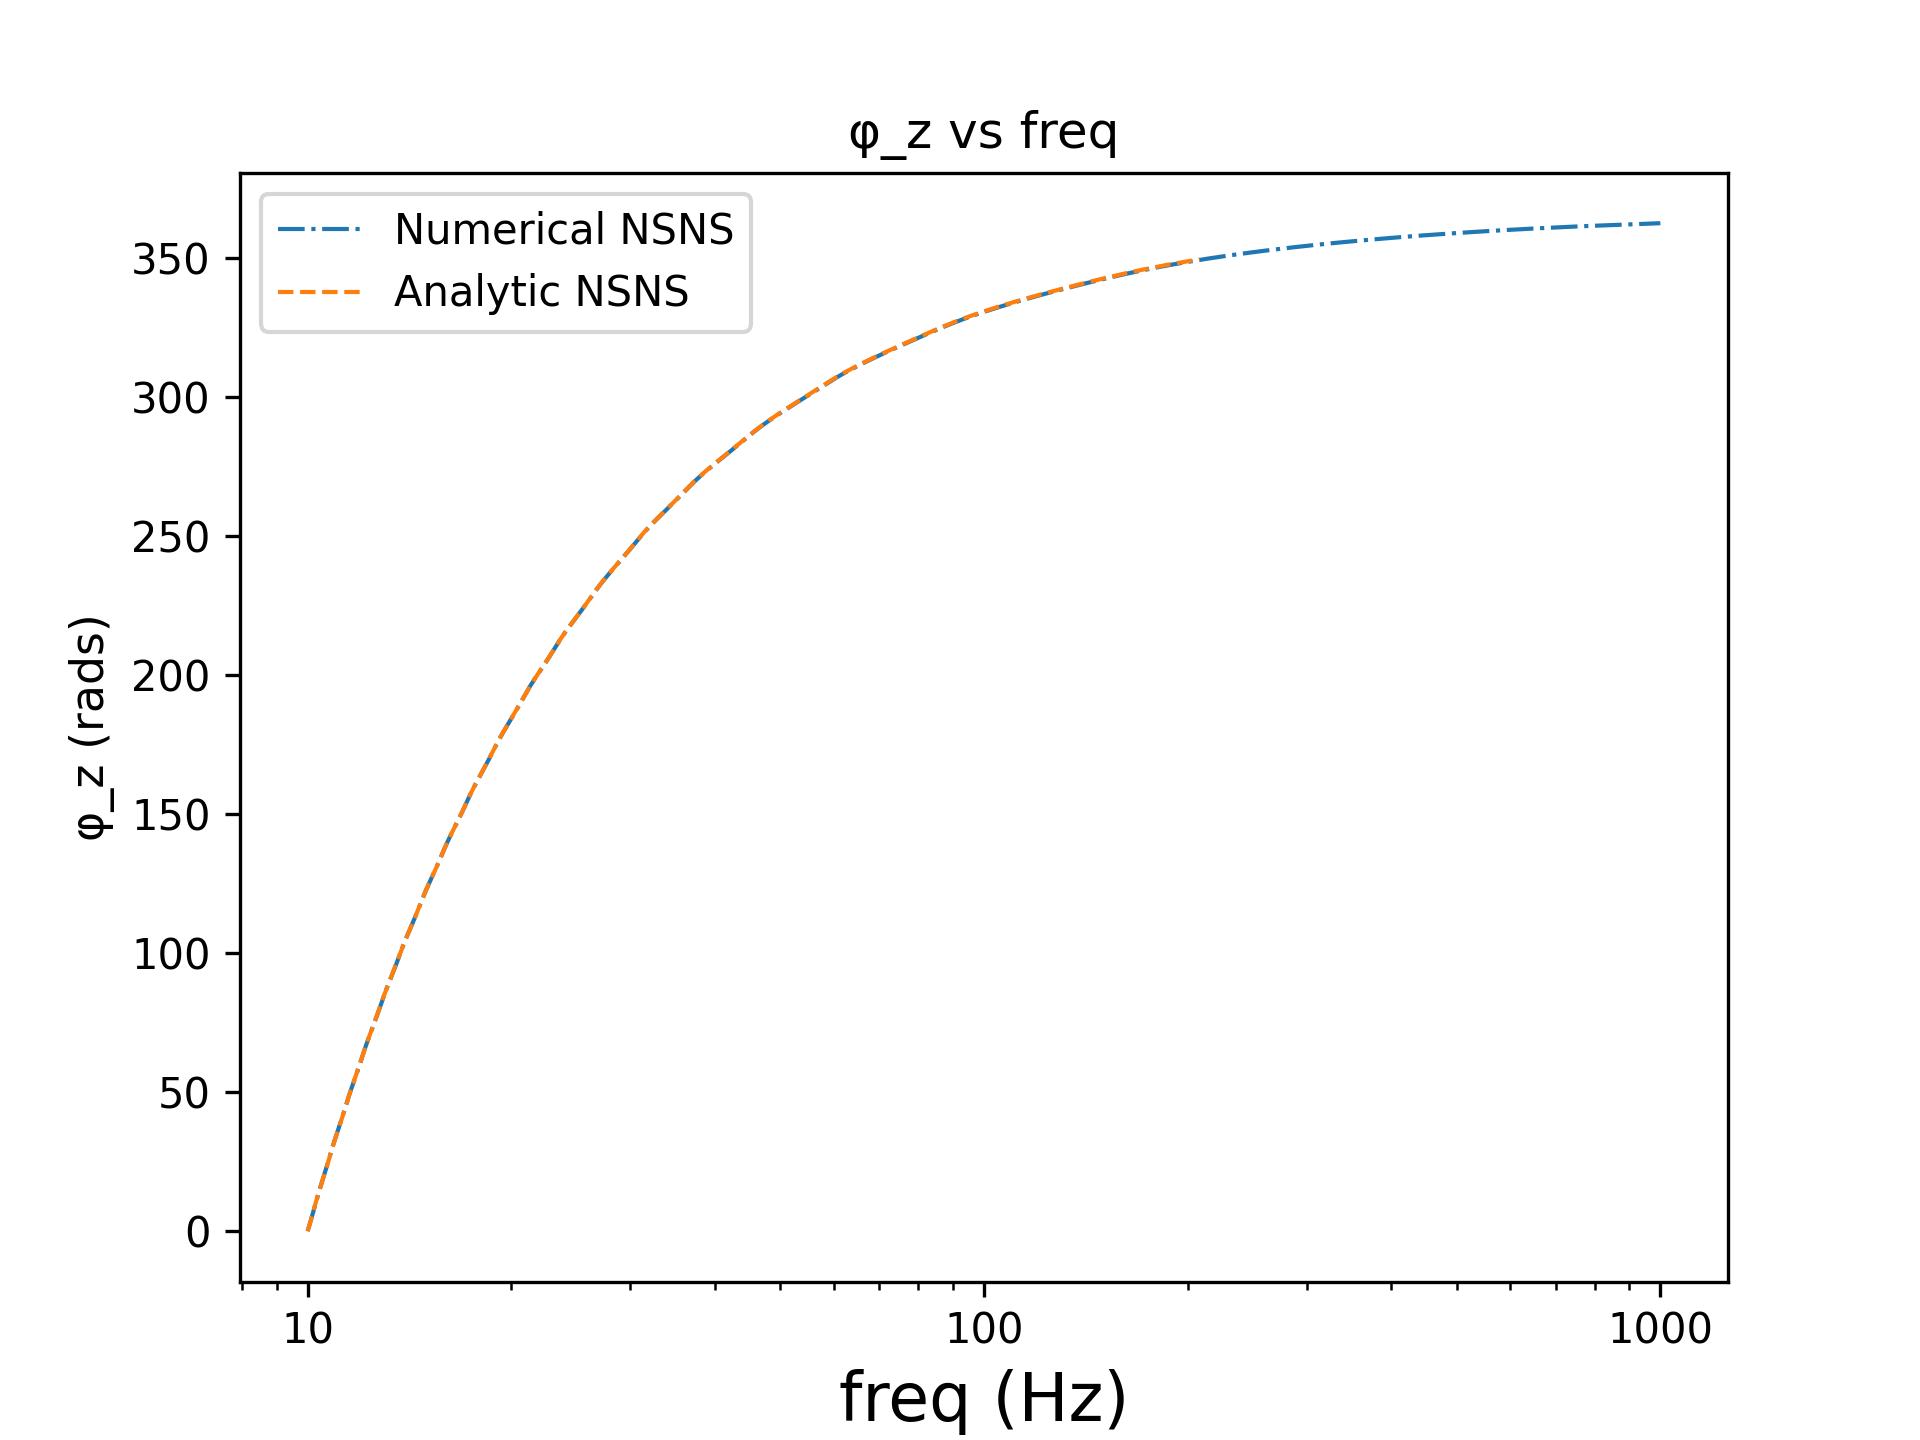 φ_z vs freq
Numerical NSNS
Analytic NSNS
φ_z (rads)
350
300
250
200
150
100
50
0
10 100 1000
freq (Hz)